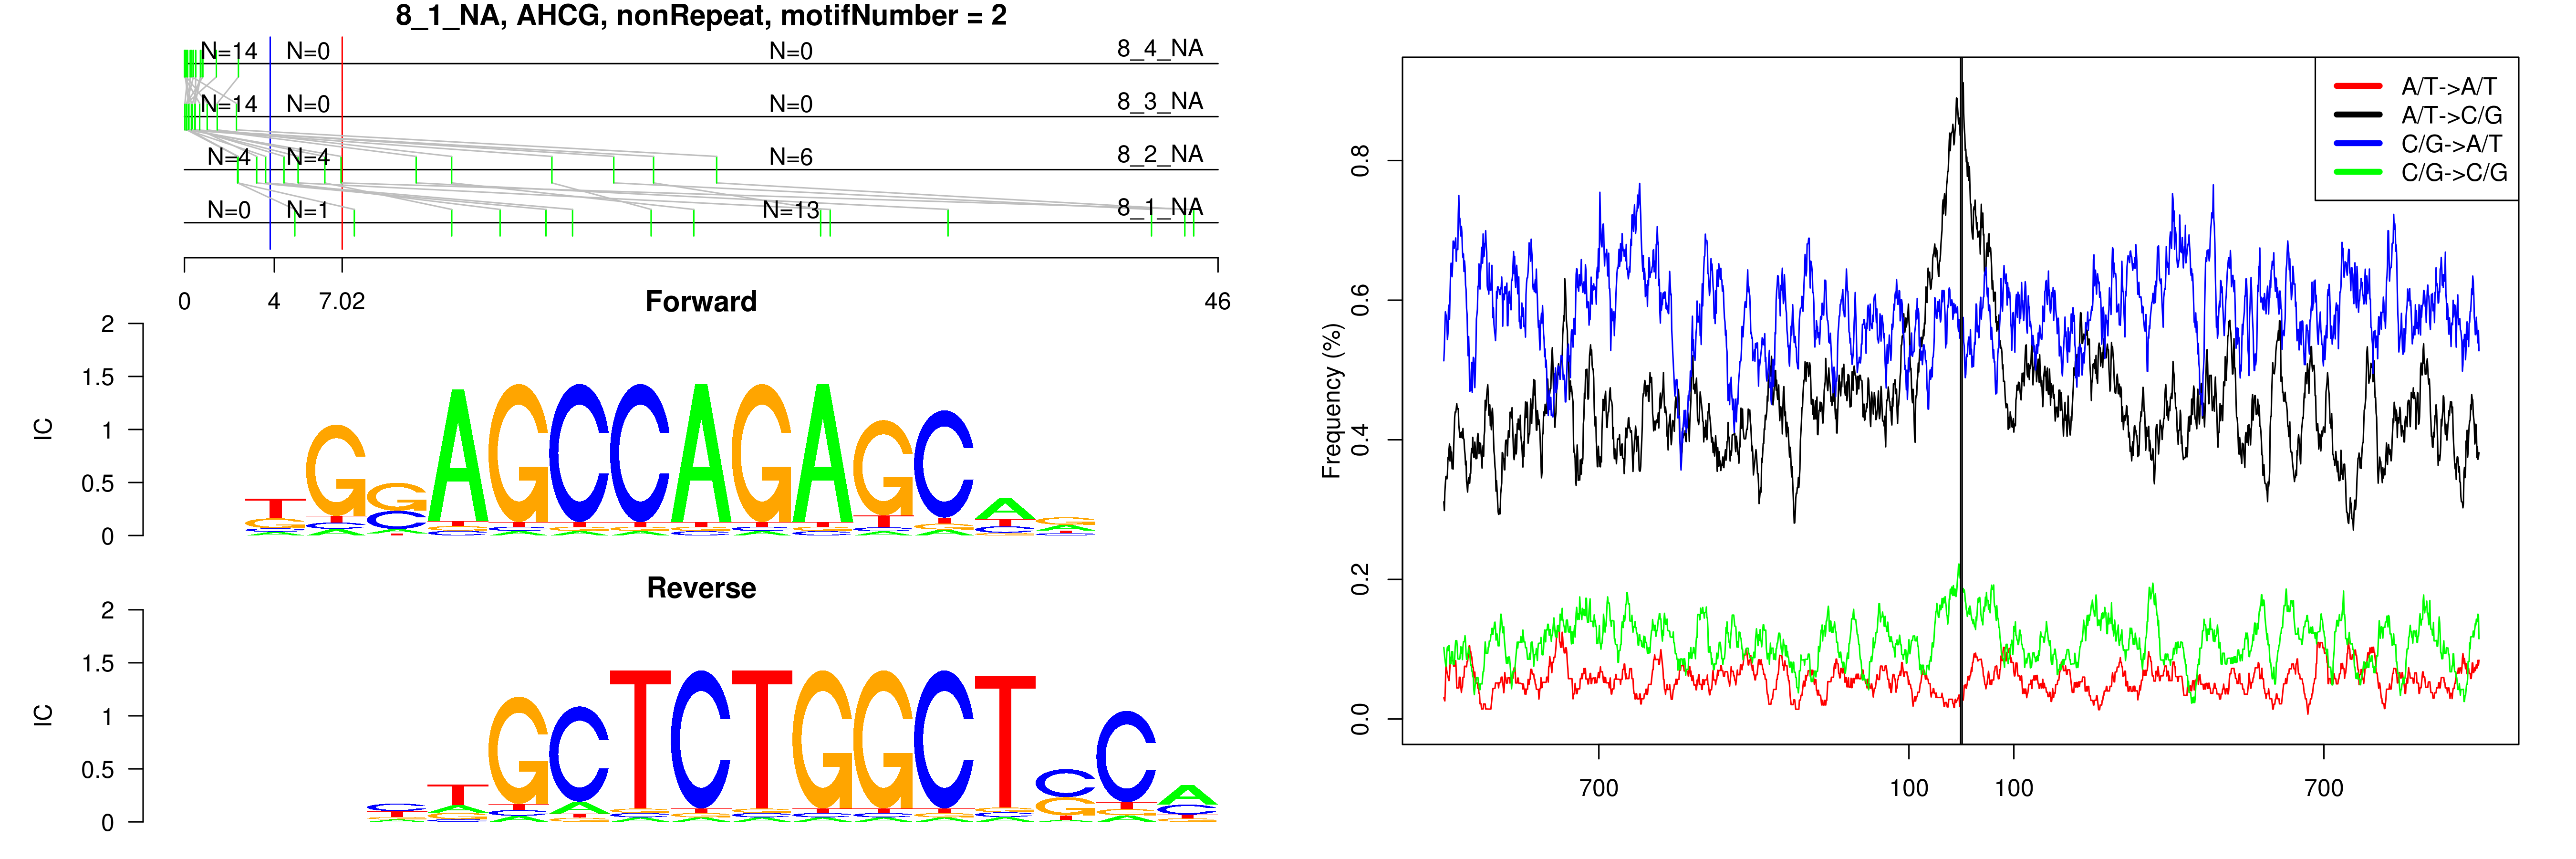 8_1_NA, AHCG, nonRepeat, motifNumber = 2
N=14 N=0 N=0 8_4_NA
N=14 N=0 N=0 8_3_NA
N=4 N=4 N=6 8_2_NA
N=0 N=1 N=13 8_1_NA
0 4 7.02 46
Forward
IC
2
1.5
1
0.5
0
TGGAGCCAGAGCAG
Reverse
IC
2
1.5
1
0.5
0
CTGCTCTGGCTCCA
Frequency (%)
0.8
0.6
0.4
0.2
0.0
700 100 100 700
A/T->A/T
A/T->C/G
C/G->A/T
C/G->C/G